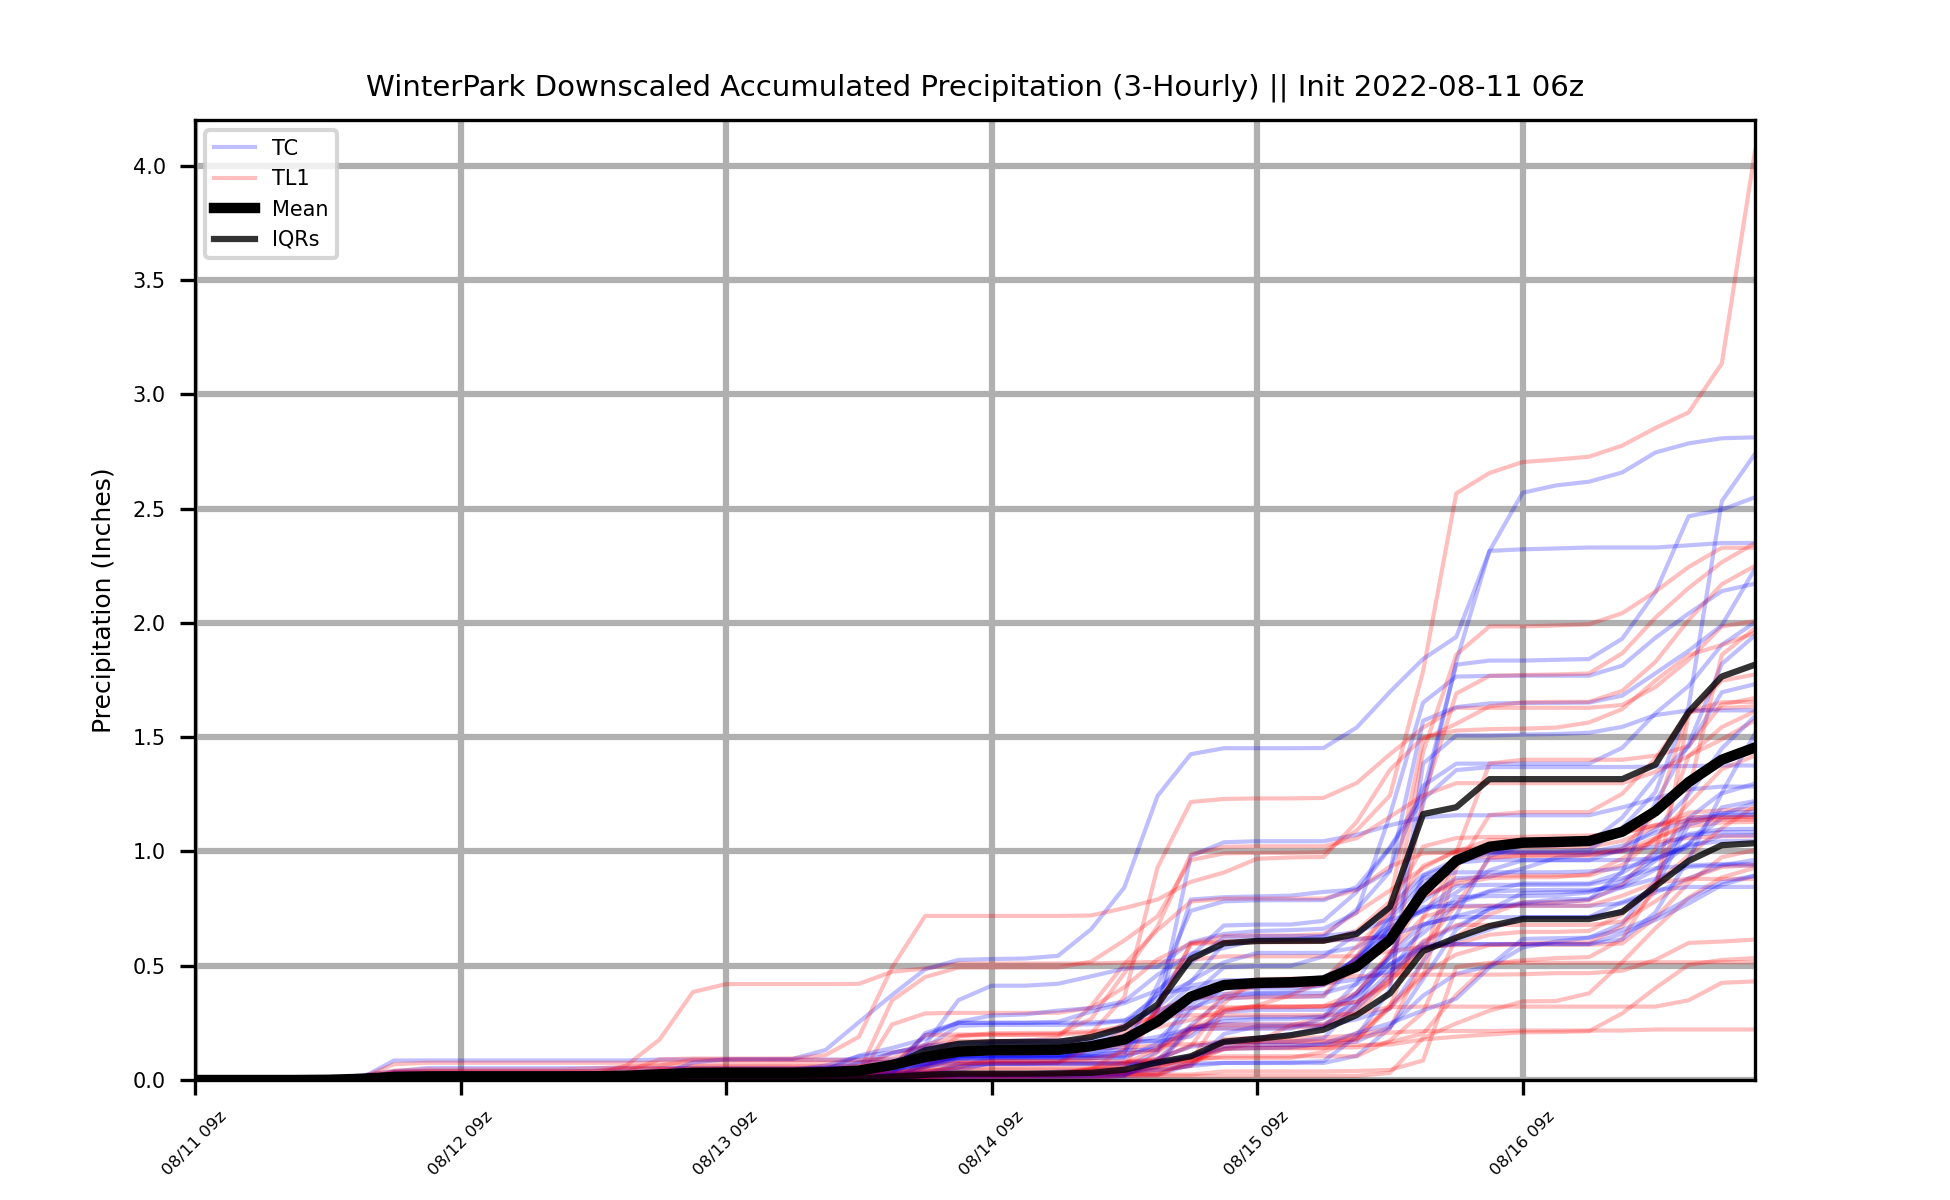 WinterPark Downscaled Accumulated Precipitation (3-Hourly) || Init 2022-08-11 06z
TC
TL1
Mean
IQRs
Precipitation (Inches)
4.0
3.5
3.0
2.5
2.0
1.5
1.0
0.5
0.0
08/11 09z
08/12 09z
08/13 09z
08/14 09z
08/15 09z
08/16 09z